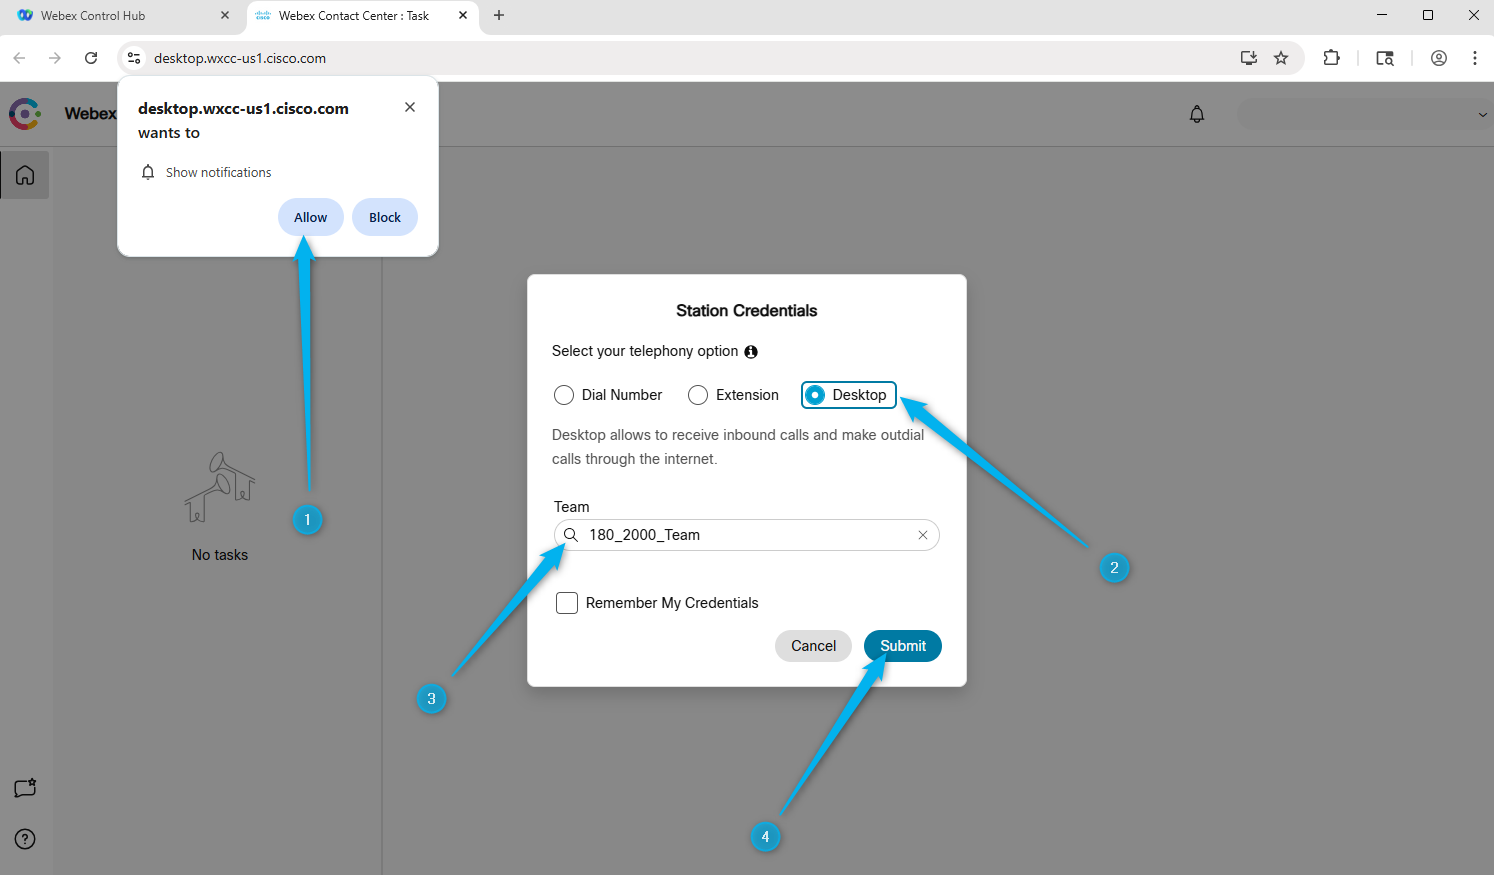 Webex Control Hub
Webex Contact Center : Task
desktop.wxcc-us1.cisco.com
Webex
desktop.wxcc-us1.cisco.com
wants to
Show notifications
Allow
Block
1
No tasks
Station Credentials
Select your telephony option
Dial Number
Extension
Desktop
Desktop allows to receive inbound calls and make outdial
calls through the internet.
2
Team
180_2000_Team
Remember My Credentials
Cancel
Submit
3
4